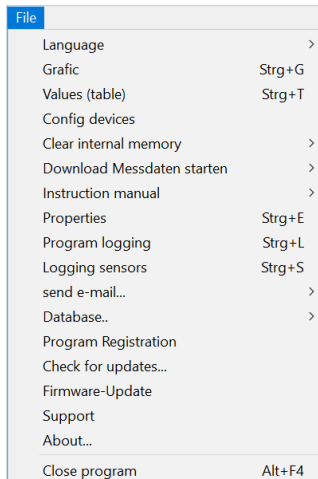 File
Language
Grafic Strg+G
Values (table) Strg+T
Config devices
Clear internal memory
Download Messdaten starten
Instruction manual
Properties Strg+E
Program logging Strg+L
Logging sensors Strg+S
send e-mail...
Database..
Program Registration
Check for updates...
Firmware-Update
Support
About...
Close program Alt+F4